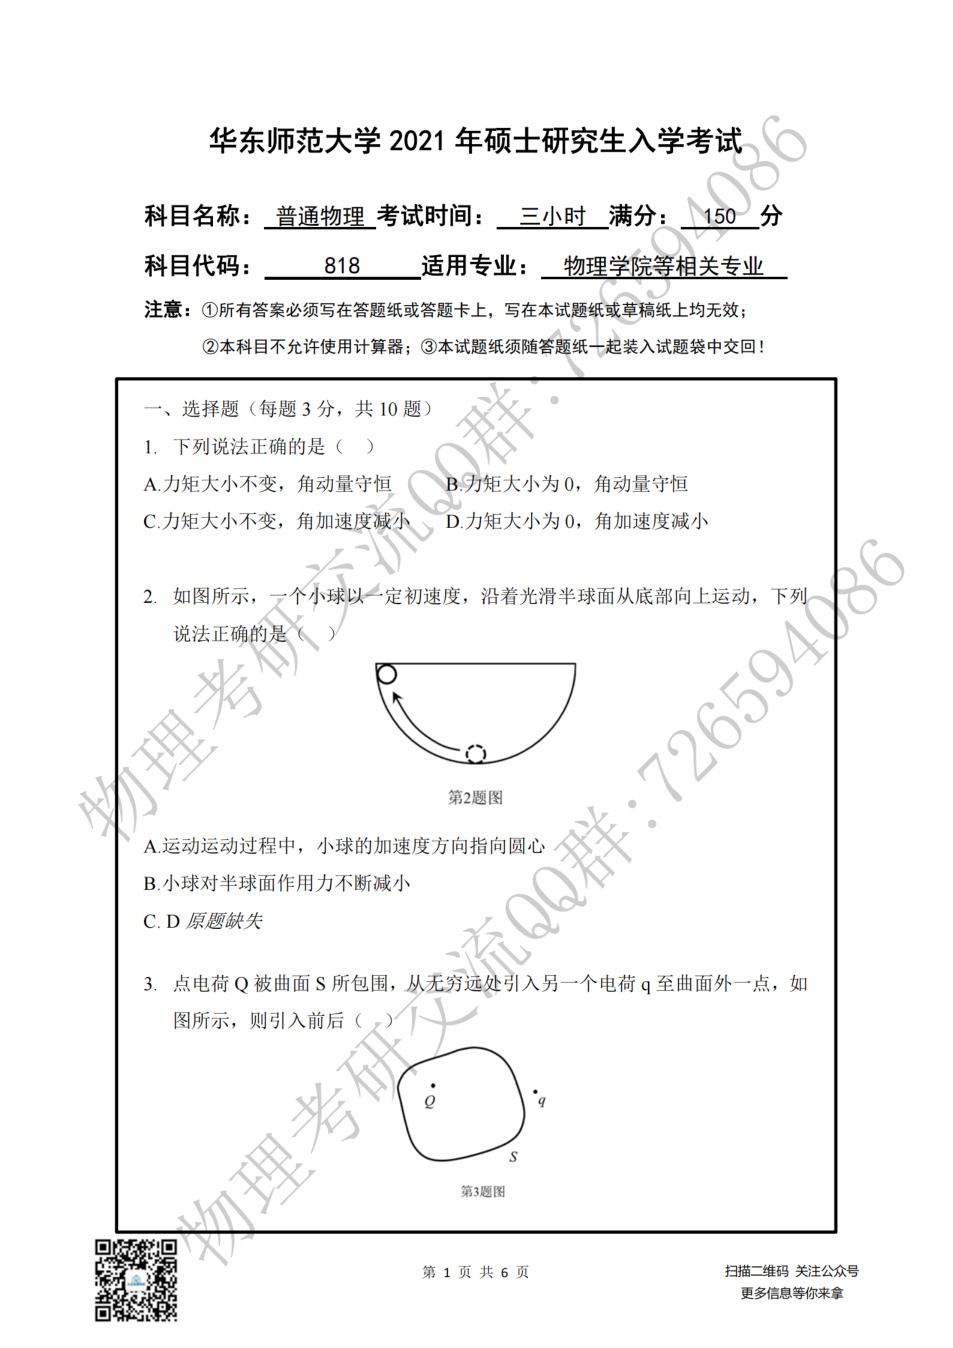 华东师范大学 2021 年硕士研究生入学考试
科目名称： 普通物理 考试时间： 三小时 满分： 150 分
科目代码： 818 适用专业： 物理学院等相关专业
注意：①所有答案必须写在答题纸或答题卡上，写在本试题纸或草稿纸上均无效；
②本科目不允许使用计算器；③本试题纸须随答题纸一起装入试题袋中交回！
一、选择题（每题 3 分，共 10 题）
1. 下列说法正确的是（ ）
A.力矩大小不变，角动量守恒 B.力矩大小为 0，角动量守恒
C.力矩大小不变，角加速度减小 D.力矩大小为 0，角加速度减小
2. 如图所示，一个小球以一定初速度，沿着光滑半球面从底部向上运动，下列
说法正确的是（ ）
第2题图
A.运动运动过程中，小球的加速度方向指向圆心
B.小球对半球面作用力不断减小
C. D 原题缺失
3. 点电荷 Q 被曲面 S 所包围，从无穷远处引入另一个电荷 q 至曲面外一点，如
图所示，则引入前后（ ）
Q
q
S
第3题图
物理考研交流QQ群：726594086
物理考研交流QQ群：726594086
第 1 页 共 6 页
扫描二维码 关注公众号
更多信息等你来拿